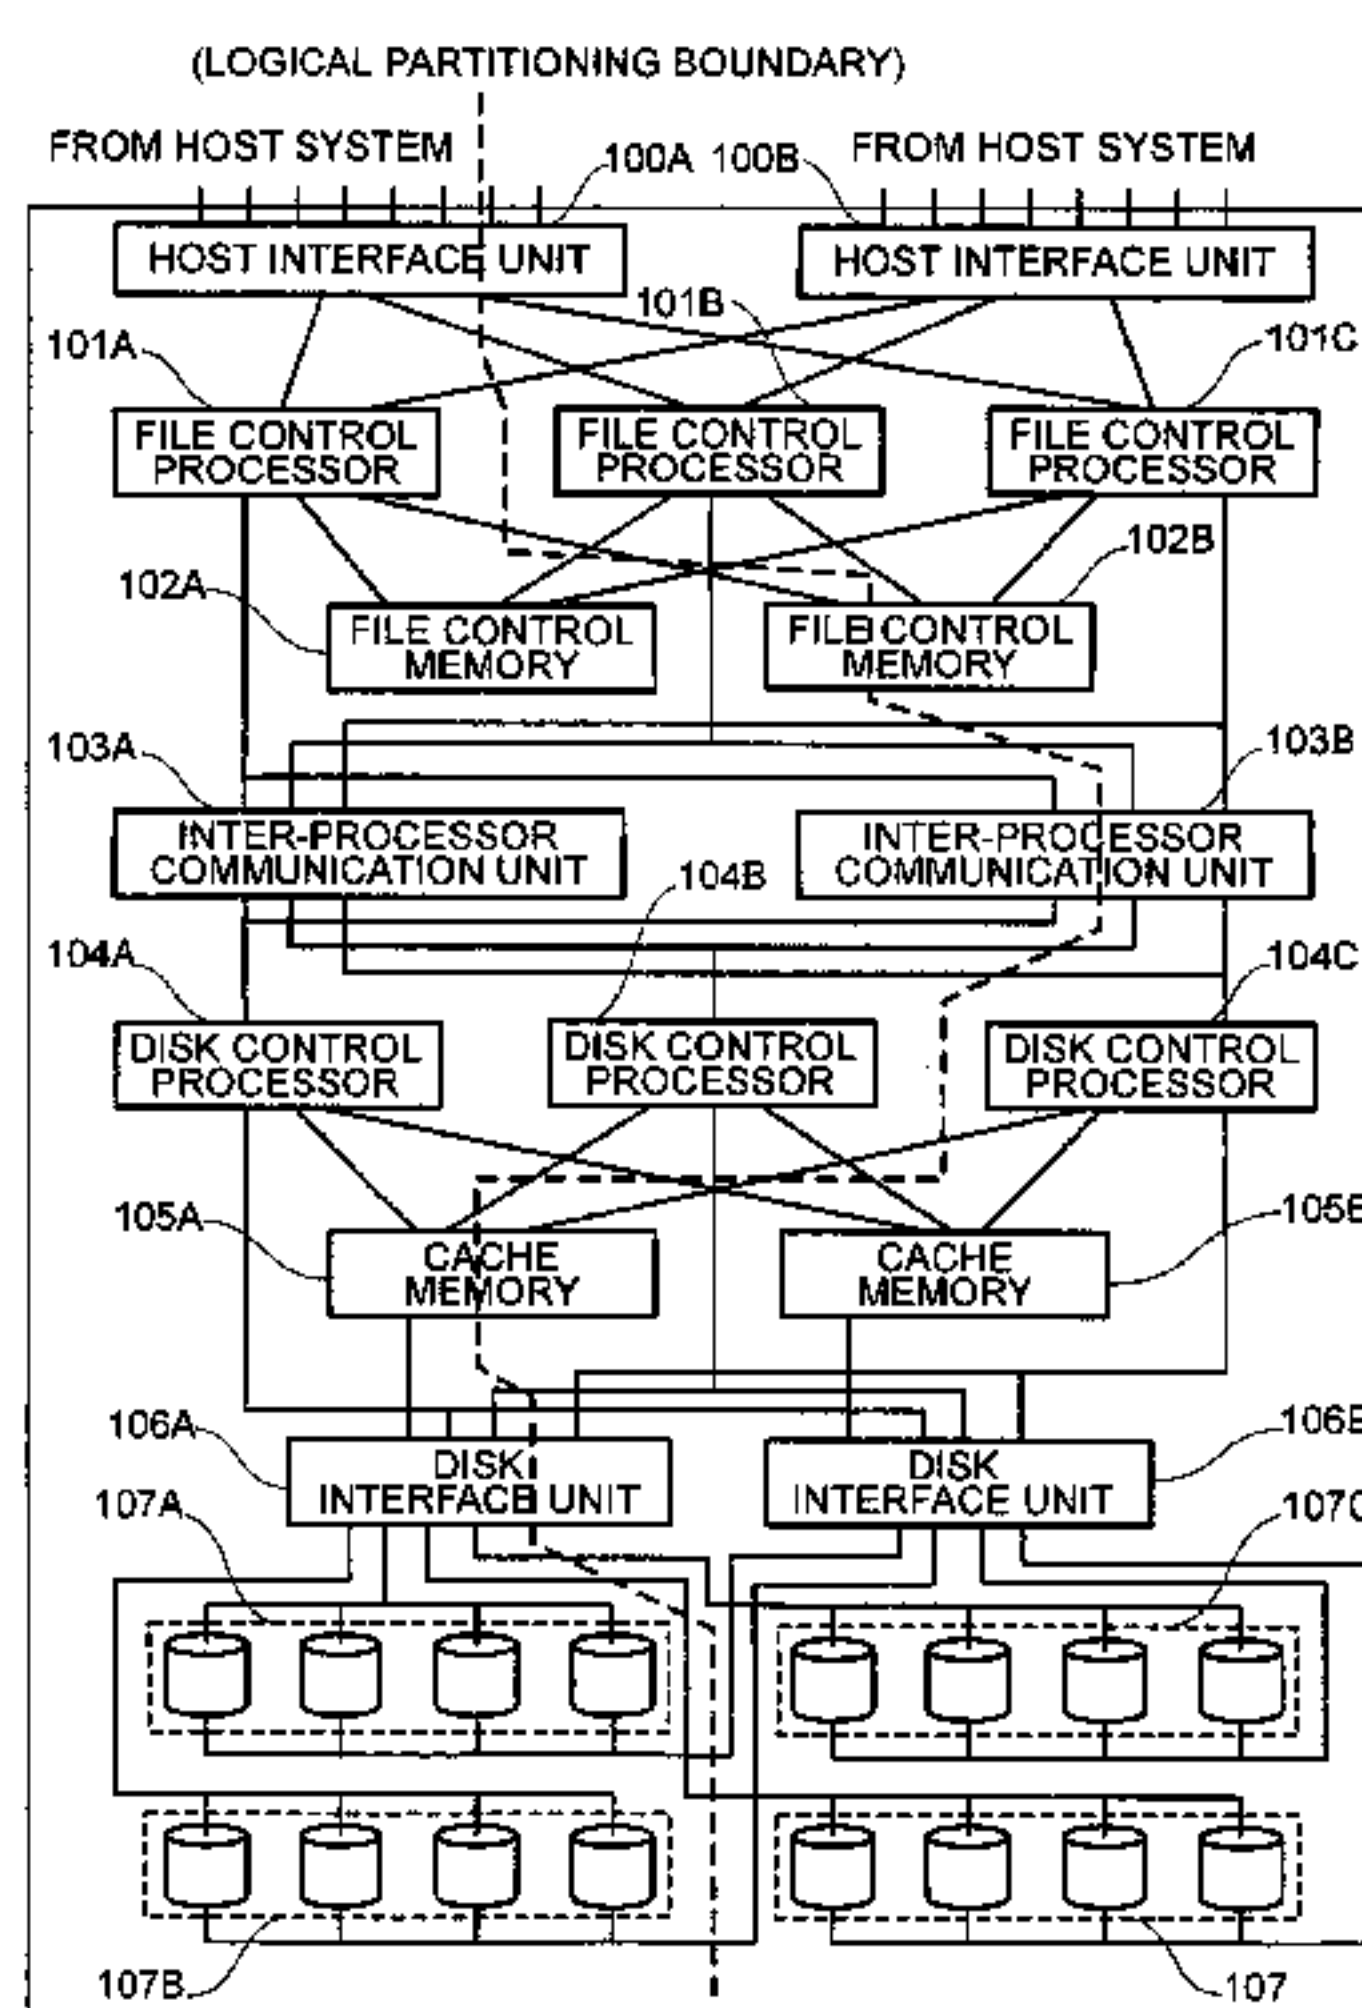 (LOGICAL PARTITIONING BOUNDARY)
FROM HOST SYSTEM
100A 100B
FROM HOST SYSTEM
HOST INTERFACE UNIT
HOST INTERFACE UNIT
101A
101B
101C
FILE CONTROL
PROCESSOR
FILE CONTROL
PROCESSOR
FILE CONTROL
PROCESSOR
102A
102B
FILE CONTROL
MEMORY
FILE CONTROL
MEMORY
103A
103B
INTER-PROCESSOR
COMMUNICATION UNIT
INTER-PROCESSOR
COMMUNICATION UNIT
104A
104B
104C
DISK CONTROL
PROCESSOR
DISK CONTROL
PROCESSOR
DISK CONTROL
PROCESSOR
105A
105B
CACHE
MEMORY
CACHE
MEMORY
106A
106B
DISK
INTERFACE UNIT
DISK
INTERFACE UNIT
107A
107C
107B
107